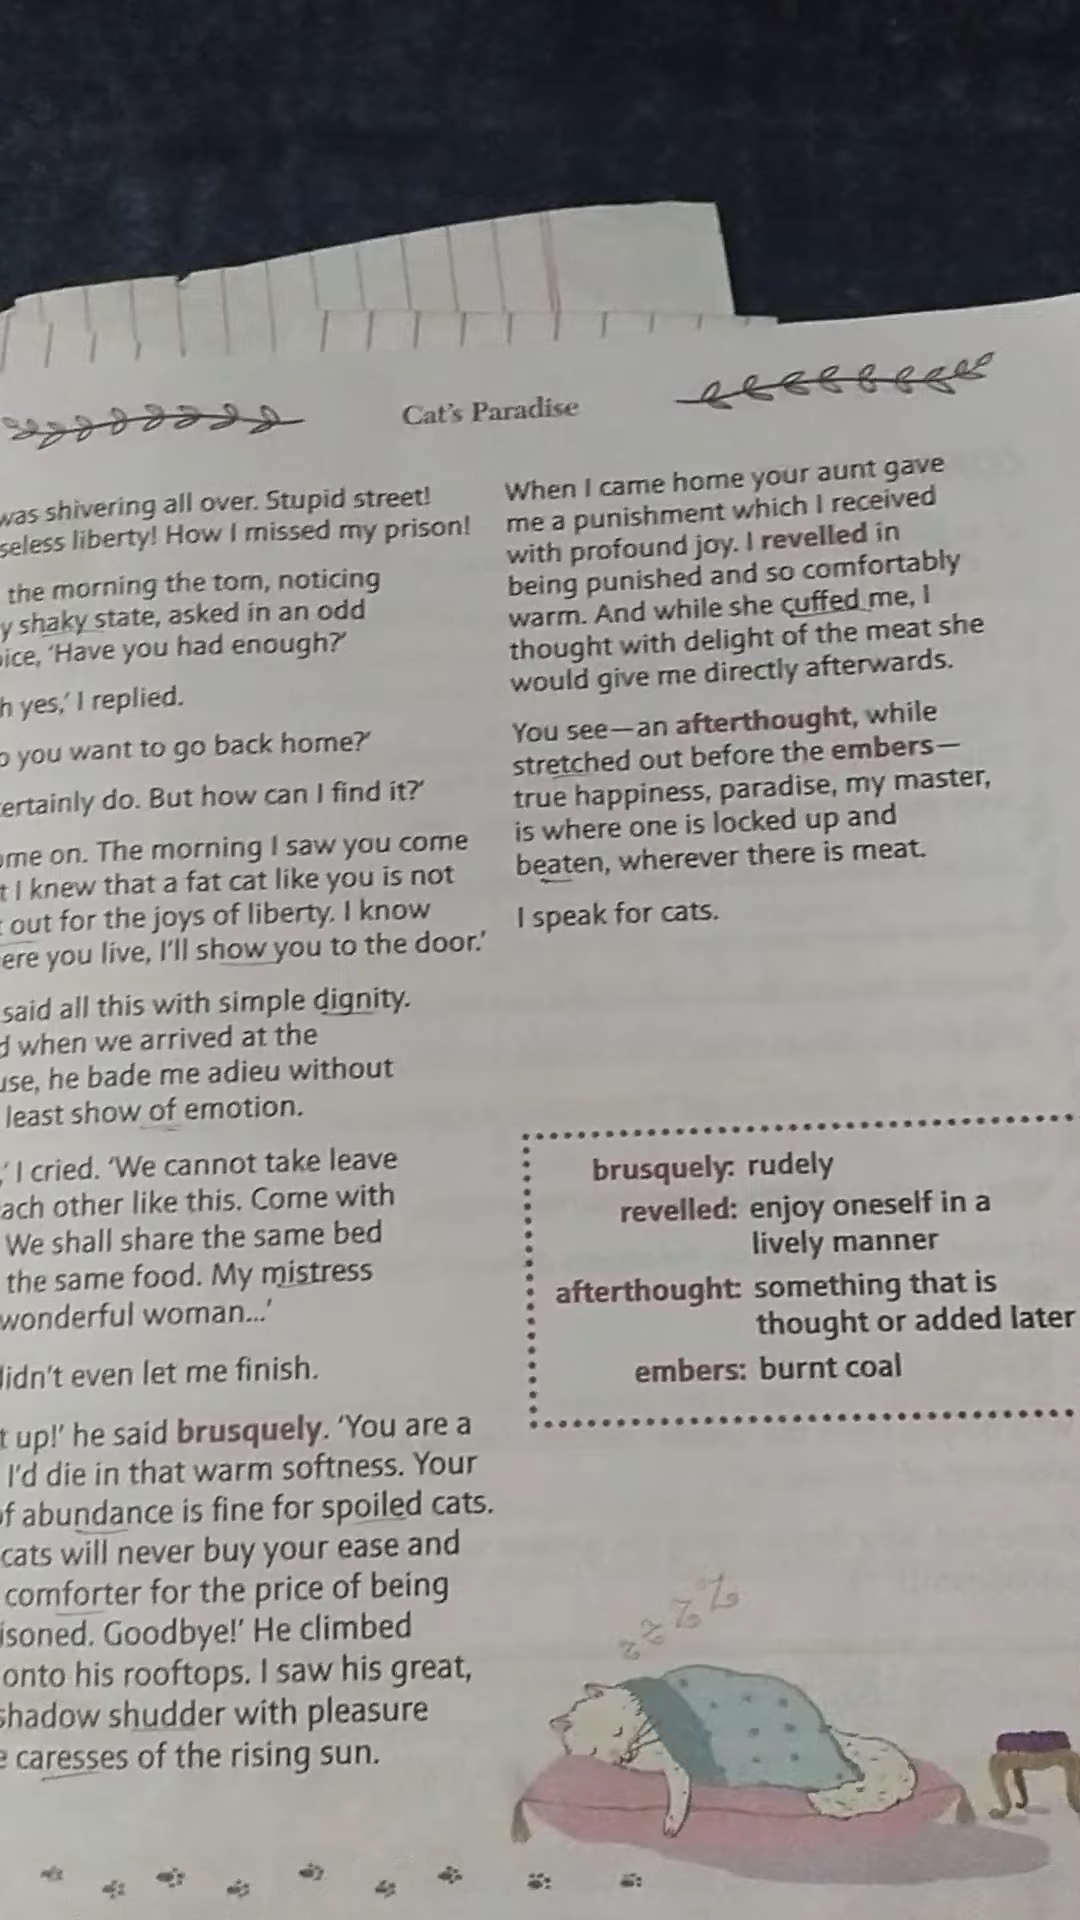 Cat's Paradise
was shivering all over. Stupid street!
seless liberty! How I missed my prison!
the morning the tom, noticing
y shaky state, asked in an odd
oice, 'Have you had enough?'
h yes,' I replied.
o you want to go back home?'
ertainly do. But how can I find it?'
ome on. The morning I saw you come
t I knew that a fat cat like you is not
t out for the joys of liberty. I know
ere you live, I'll show you to the door.'
said all this with simple dignity.
d when we arrived at the
use, he bade me adieu without
least show of emotion.
,' I cried. 'We cannot take leave
ach other like this. Come with
We shall share the same bed
the same food. My mistress
wonderful woman...'
didn't even let me finish.
t up!' he said brusquely. 'You are a
I'd die in that warm softness. Your
of abundance is fine for spoiled cats.
cats will never buy your ease and
comforter for the price of being
isoned. Goodbye!' He climbed
onto his rooftops. I saw his great,
shadow shudder with pleasure
e caresses of the rising sun.
When I came home your aunt gave
me a punishment which I received
with profound joy. I revelled in
being punished and so comfortably
warm. And while she cuffed me, I
thought with delight of the meat she
would give me directly afterwards.
You see—an afterthought, while
stretched out before the embers—
true happiness, paradise, my master,
is where one is locked up and
beaten, wherever there is meat.
I speak for cats.
brusquely: rudely
revelled: enjoy oneself in a
lively manner
afterthought: something that is
thought or added later
embers: burnt coal
z z z z